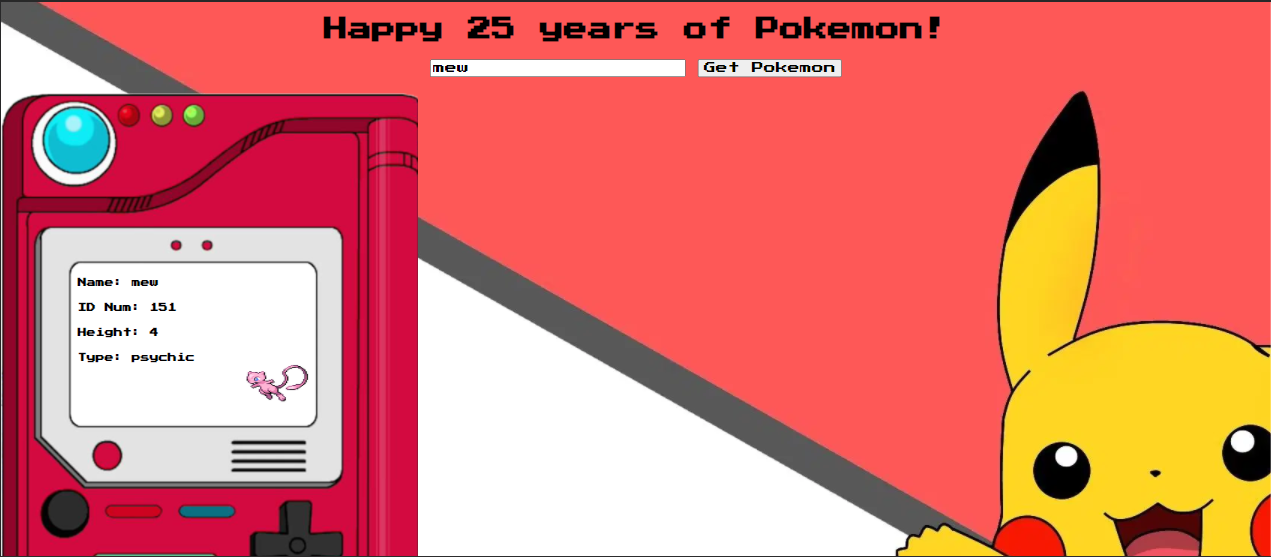 Happy 25 years of Pokemon!
mew
Get Pokemon
Name: mew
ID Num: 151
Height: 4
Type: psychic